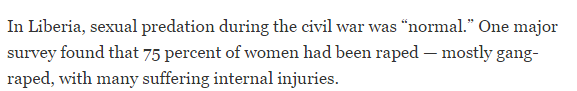 In Liberia, sexual predation during the civil war was “normal.” One major
survey found that 75 percent of women had been raped — mostly gang-
raped, with many suffering internal injuries.